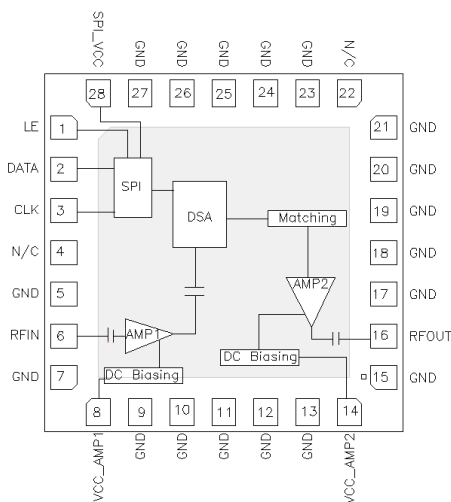 SPI_VCC GND GND GND GND GND N/C
28 27 26 25 24 23 22
LE 1 21 GND
DATA 2 SPI 20 GND
CLK 3 DSA 19 GND
Matching
N/C 4 18 GND
GND 5 AMP2 17 GND
RFIN 6 AMP1 16 RFOUT
DC Biasing
GND 7 DC Biasing 15 GND
8 9 10 11 12 13 14
VCC_AMP1 GND GND GND GND GND VCC_AMP2